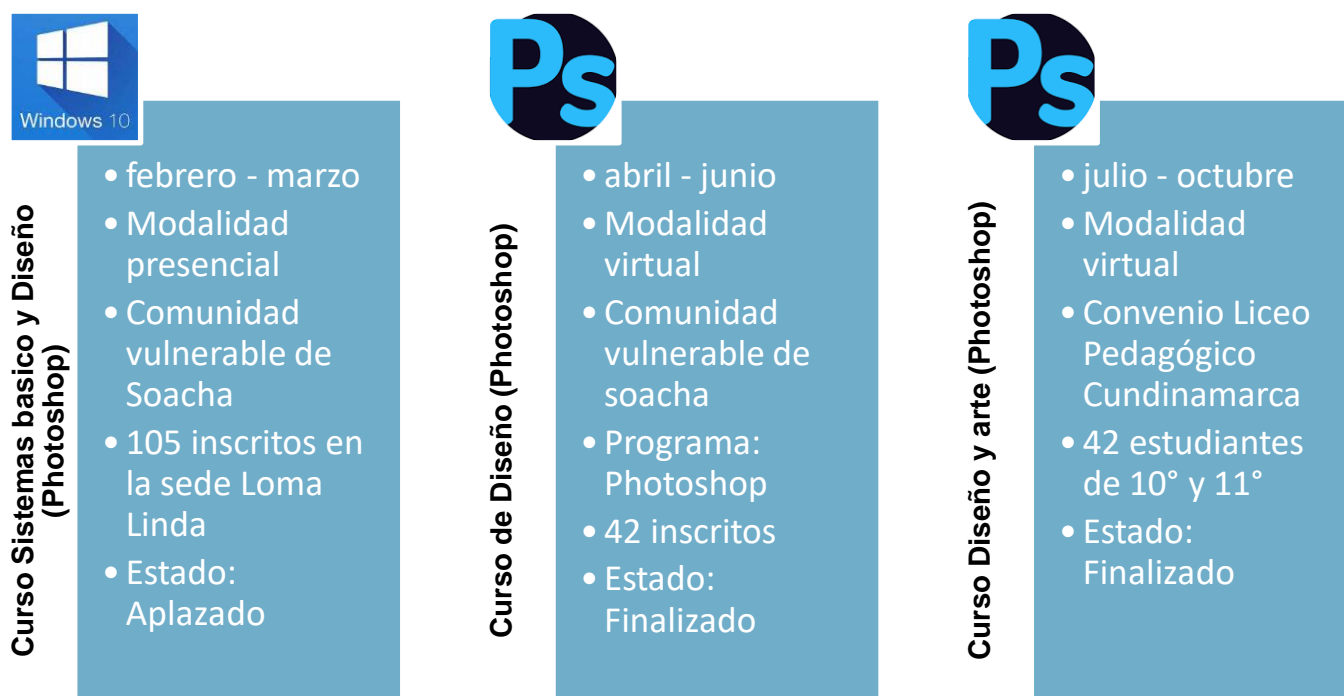 Windows 10
Curso Sistemas basico y Diseño
(Photoshop)
• febrero - marzo
• Modalidad
presencial
• Comunidad
vulnerable de
Soacha
• 105 inscritos en
la sede Loma
Linda
• Estado:
Aplazado
Ps
Curso de Diseño (Photoshop)
• abril - junio
• Modalidad
virtual
• Comunidad
vulnerable de
soacha
• Programa:
Photoshop
• 42 inscritos
• Estado:
Finalizado
Ps
Curso Diseño y arte (Photoshop)
• julio - octubre
• Modalidad
virtual
• Convenio Liceo
Pedagógico
Cundinamarca
• 42 estudiantes
de 10° y 11°
• Estado:
Finalizado